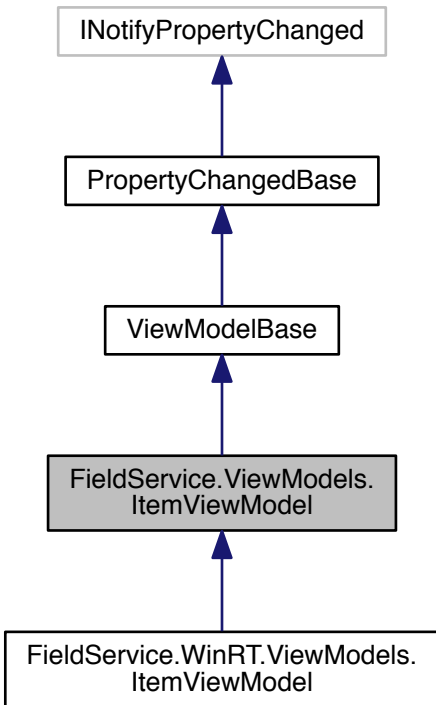 INotifyPropertyChanged
PropertyChangedBase
ViewModelBase
FieldService.ViewModels.
ItemViewModel
FieldService.WinRT.ViewModels.
ItemViewModel